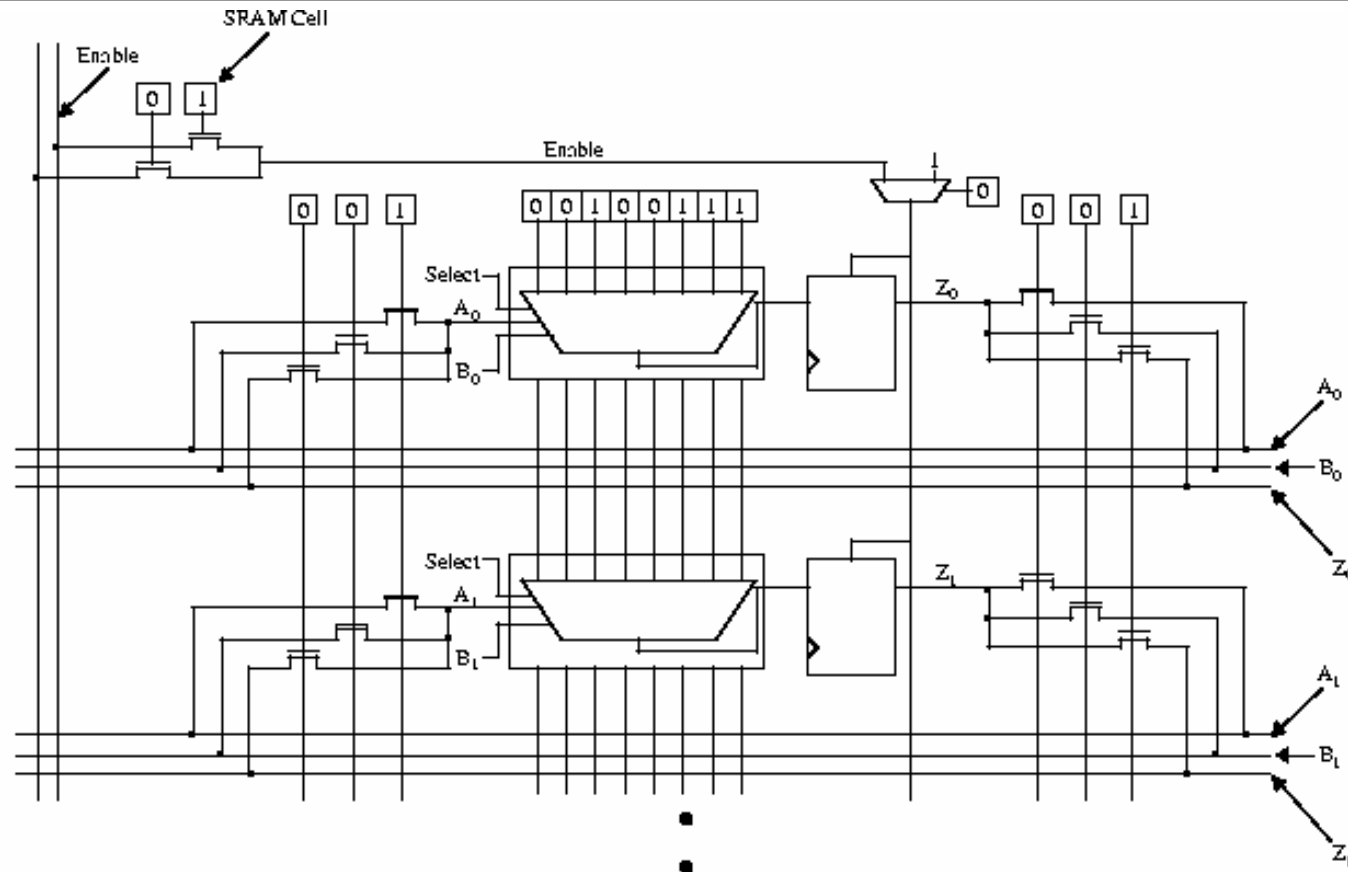 SRAM Cell
Enable
0 1
Enable 1
0
0 0 1 0 0 1 0 0 1 1 1 0 0 1
Select
A0 Z0
B0
A0
B0
Select
Z1
A1
B1
A1
B1